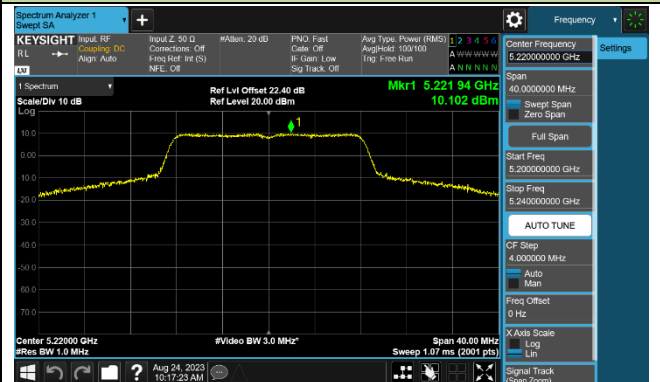 Spectrum Analyzer 1
Swept SA
Frequency
KEYSIGHT
RL
LXI
Input: RF
Coupling: DC
Align: Auto
Input Z: 50 Ω
Corrections: Off
Freq Ref: Int (S)
NFE: Off
#Atten: 20 dB
PNO: Fast
Gate: Off
IF Gain: Low
Sig Track: Off
Avg Type: Power (RMS)
Avg|Hold: 100/100
Trig: Free Run
1 2 3 4 5 6
A W W W W W
A N N N N N
Center Frequency
5.220000000 GHz
Settings
Span
40.0000000 MHz
Swept Span
Zero Span
Full Span
Start Freq
5.200000000 GHz
Stop Freq
5.240000000 GHz
AUTO TUNE
CF Step
4.000000 MHz
Auto
Man
Freq Offset
0 Hz
X Axis Scale
Log
Lin
Signal Track
(Span Zoom)
1 Spectrum
Scale/Div 10 dB
Log
Ref Lvl Offset 22.40 dB
Ref Level 20.00 dBm
Mkr1 5.221 94 GHz
10.102 dBm
1
10.0
0.00
-10.0
-20.0
-30.0
-40.0
-50.0
-60.0
-70.0
Center 5.22000 GHz
#Res BW 1.0 MHz
#Video BW 3.0 MHz*
Span 40.00 MHz
Sweep 1.07 ms (2001 pts)
Aug 24, 2023
10:17:23 AM